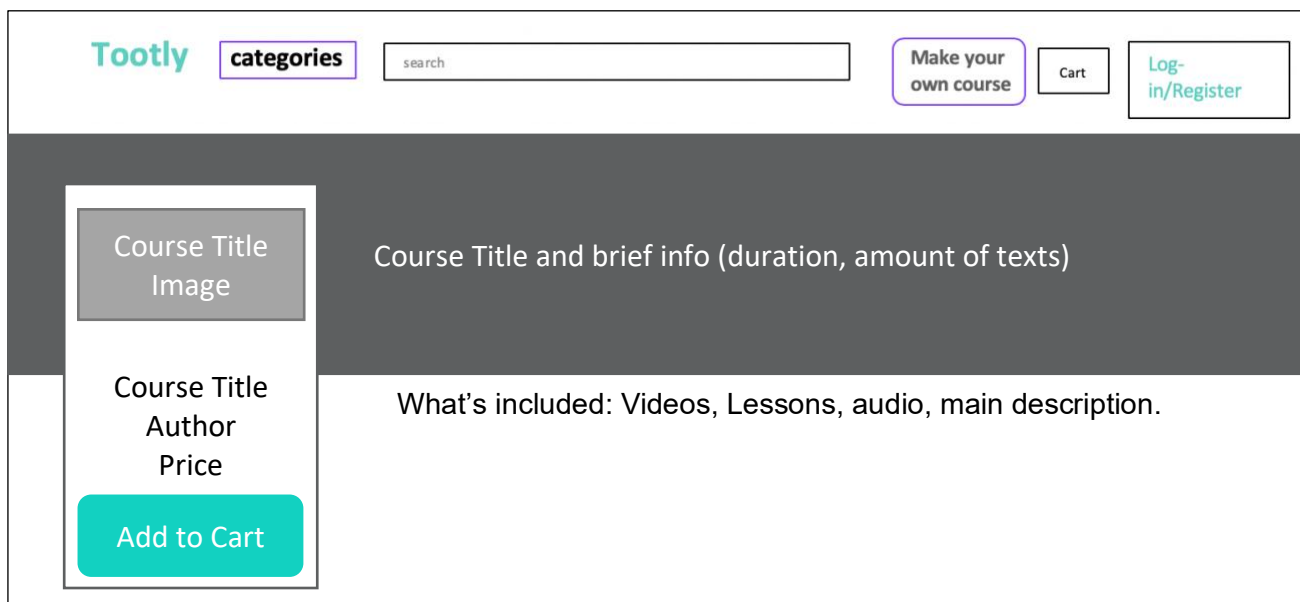 Tootly
categories
search
Make your
own course
Cart
Log-
in/Register
Course Title
Image
Course Title and brief info (duration, amount of texts)
Course Title
Author
Price
Add to Cart
What’s included: Videos, Lessons, audio, main description.